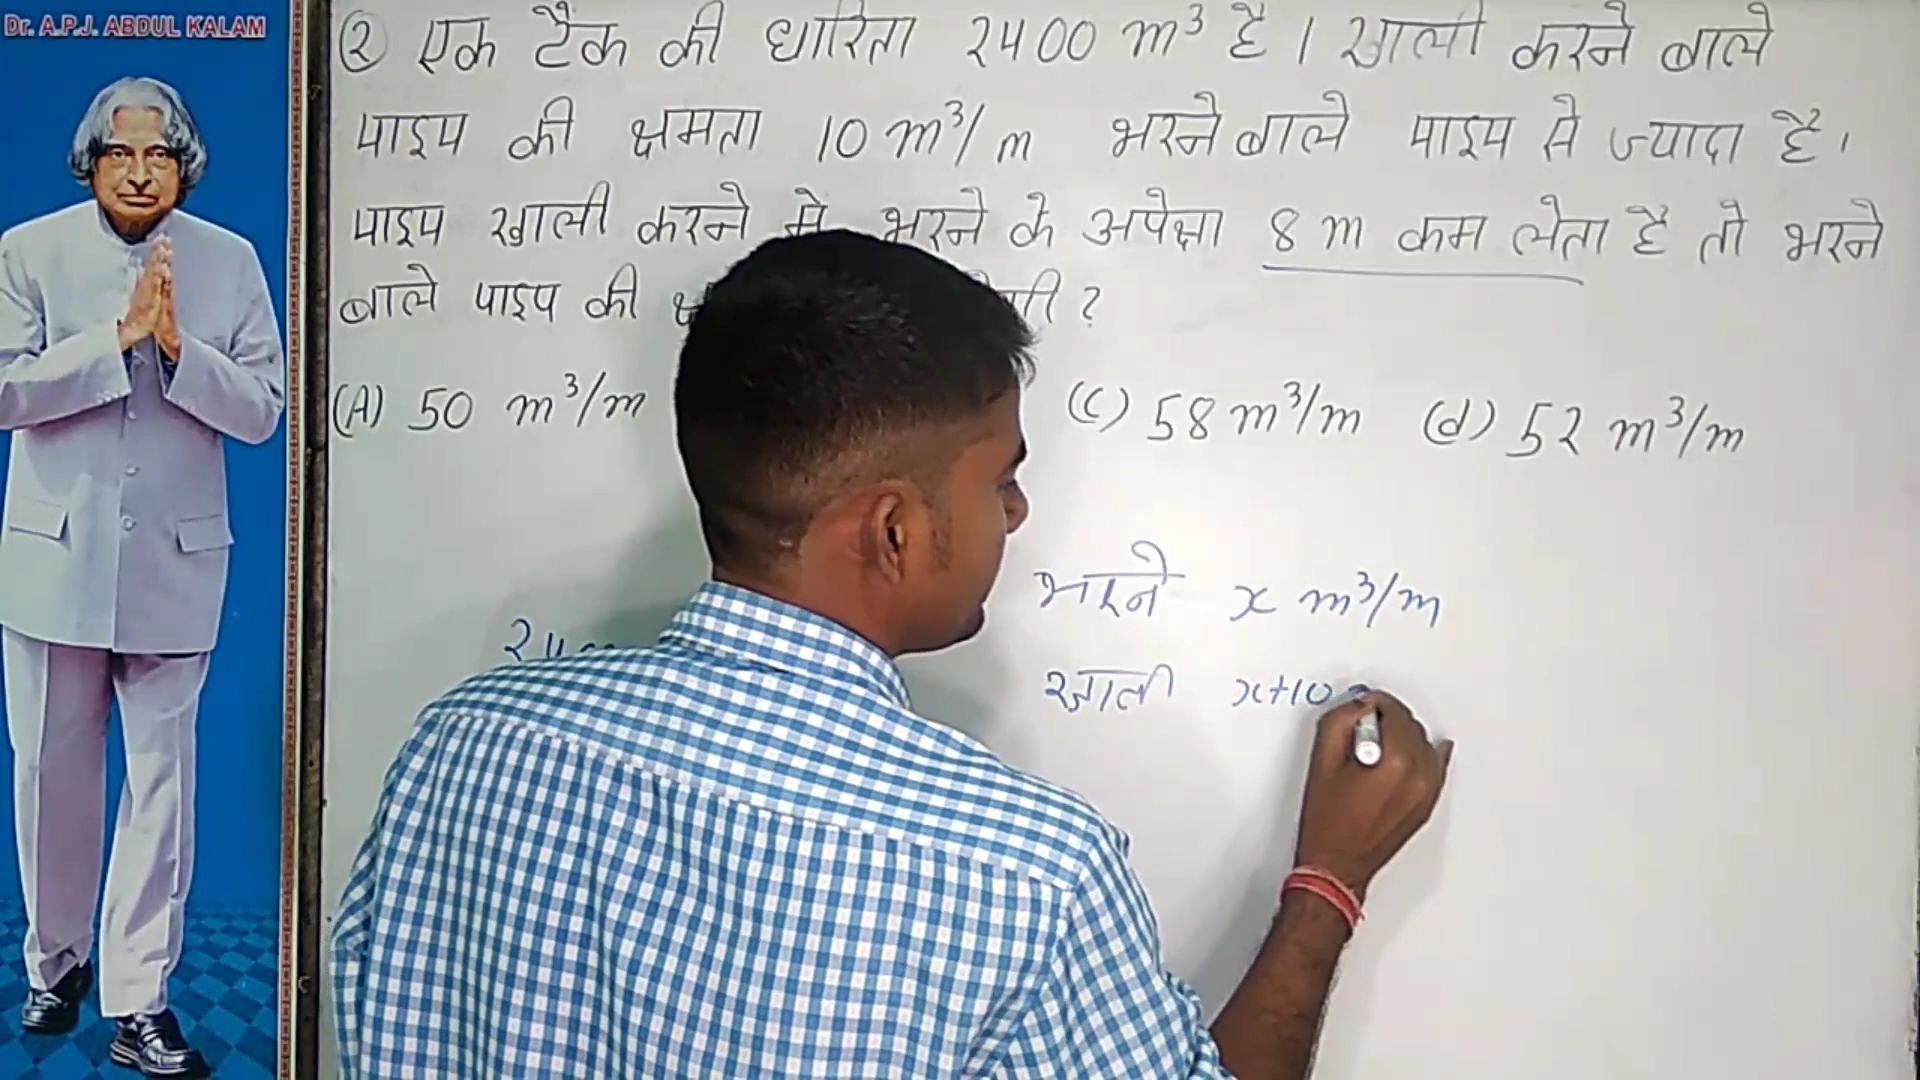 Dr. A.P.J. ABDUL KALAM
② एक टैंक की धारिता 2400 m³ है । खाली करने बाले
पाइप की क्षमता 10 m³/m भरने बाले पाइप से ज्यादा है ।
पाइप खाली करने मे भरने के अपेक्षा 8 m कम लेता है तो भरने
बाले पाइप की ?
(A) 50 m³/m (C) 58 m³/m (d) 52 m³/m
भरने x m³/m
खाली x+10